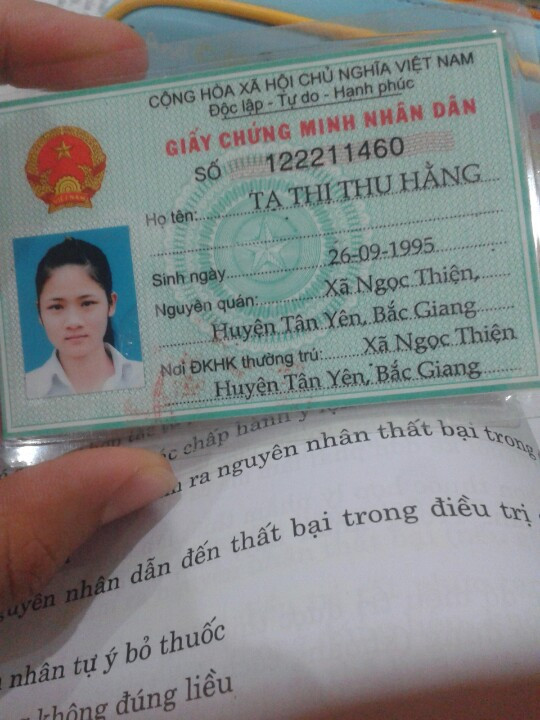 CỘNG HÒA XÃ HỘI CHỦ NGHĨA VIỆT NAM
Độc lập - Tự do - Hạnh phúc
GIẤY CHỨNG MINH NHÂN DÂN
SỐ 122211460
Họ tên: TẠ THỊ THU HẰNG
Sinh ngày 26-09-1995
Nguyên quán: Xã Ngọc Thiện,
Huyện Tân Yên, Bắc Giang
Nơi ĐKHK thường trú: Xã Ngọc Thiện
Huyện Tân Yên, Bắc Giang
VIỆT NAM
chấp hành y
ra nguyên nhân thất bại trong
nguyên nhân dẫn đến thất bại trong điều trị
nhân tự ý bỏ thuốc
không đúng liều